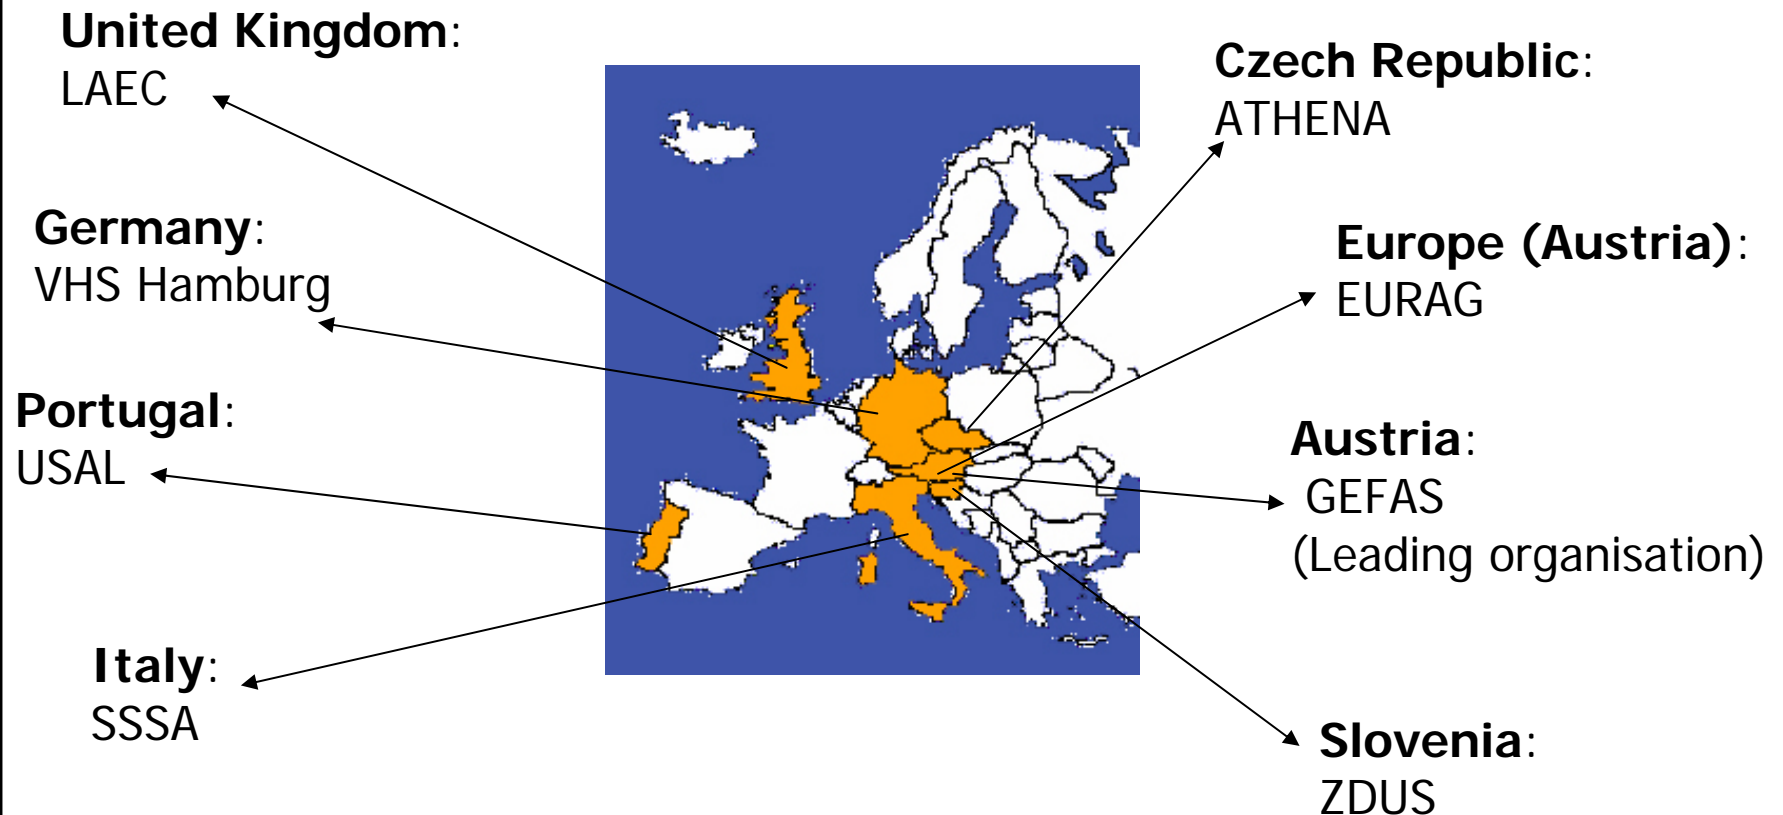 United Kingdom:
LAEC
Germany:
VHS Hamburg
Portugal:
USAL
Italy:
SSSA
Czech Republic:
ATHENA
Europe (Austria):
EURAG
Austria:
GEFAS
(Leading organisation)
Slovenia:
ZDUS